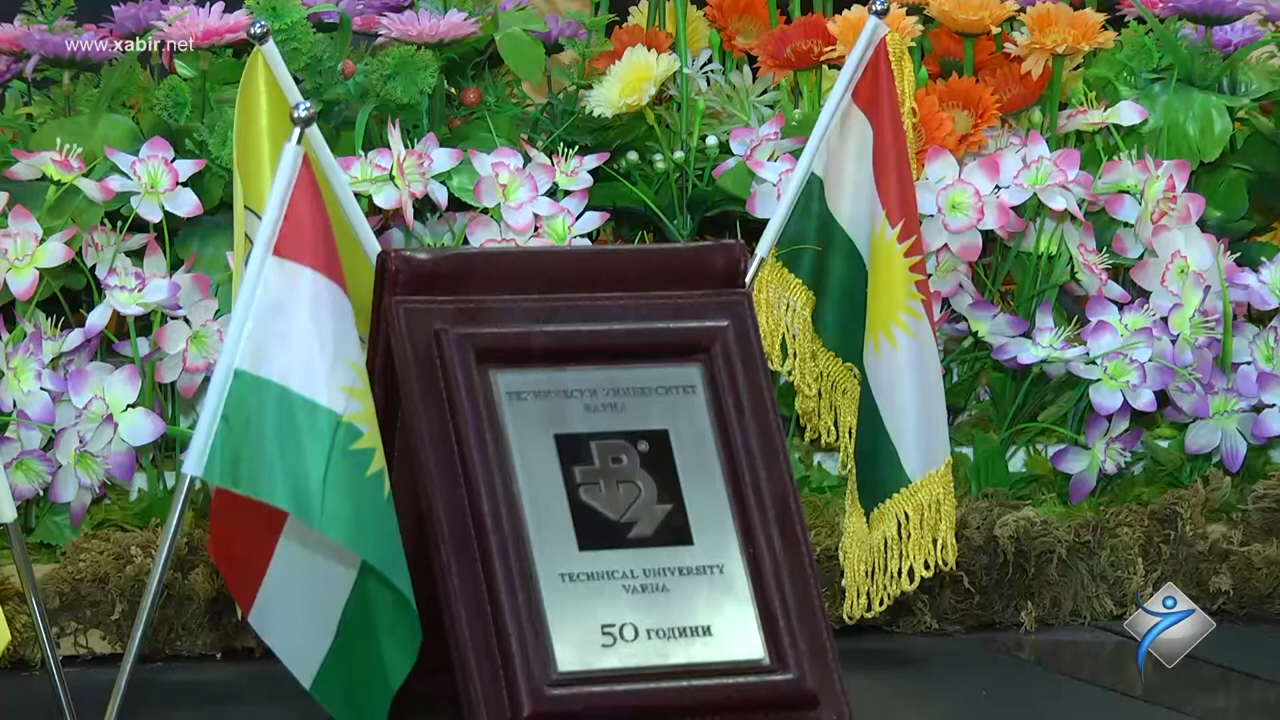 www.xabir.net
ТЕХНИЧЕСКИ УНИВЕРСИТЕТ
ВАРНА
TECHNICAL UNIVERSITY
VARNA
50 ГОДИНИ